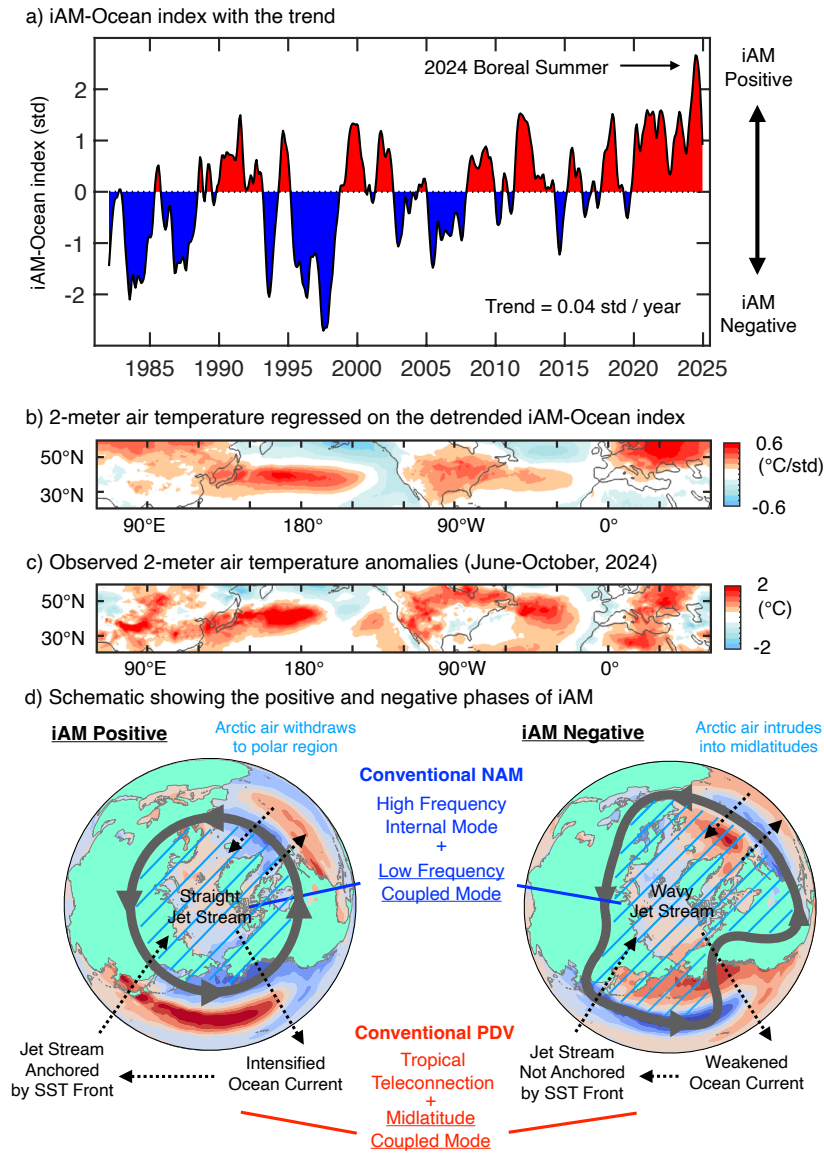 a) iAM-Ocean index with the trend
iAM-Ocean index (std)
2
1
0
-1
-2
2024 Boreal Summer
Trend = 0.04 std / year
1985 1990 1995 2000 2005 2010 2015 2020 2025
iAM
Positive
iAM
Negative
b) 2-meter air temperature regressed on the detrended iAM-Ocean index
50°N
30°N
90°E 180° 90°W 0°
0.6
(°C/std)
-0.6
c) Observed 2-meter air temperature anomalies (June-October, 2024)
50°N
30°N
90°E 180° 90°W 0°
2
(°C)
-2
d) Schematic showing the positive and negative phases of iAM
iAM Positive
Arctic air withdraws
to polar region
Straight
Jet Stream
Jet Stream
Anchored
by SST Front
Intensified
Ocean Current
Conventional NAM
High Frequency
Internal Mode
+
Low Frequency
Coupled Mode
Conventional PDV
Tropical
Teleconnection
+
Midlatitude
Coupled Mode
iAM Negative
Arctic air intrudes
into midlatitudes
Wavy
Jet Stream
Jet Stream
Not Anchored
by SST Front
Weakened
Ocean Current